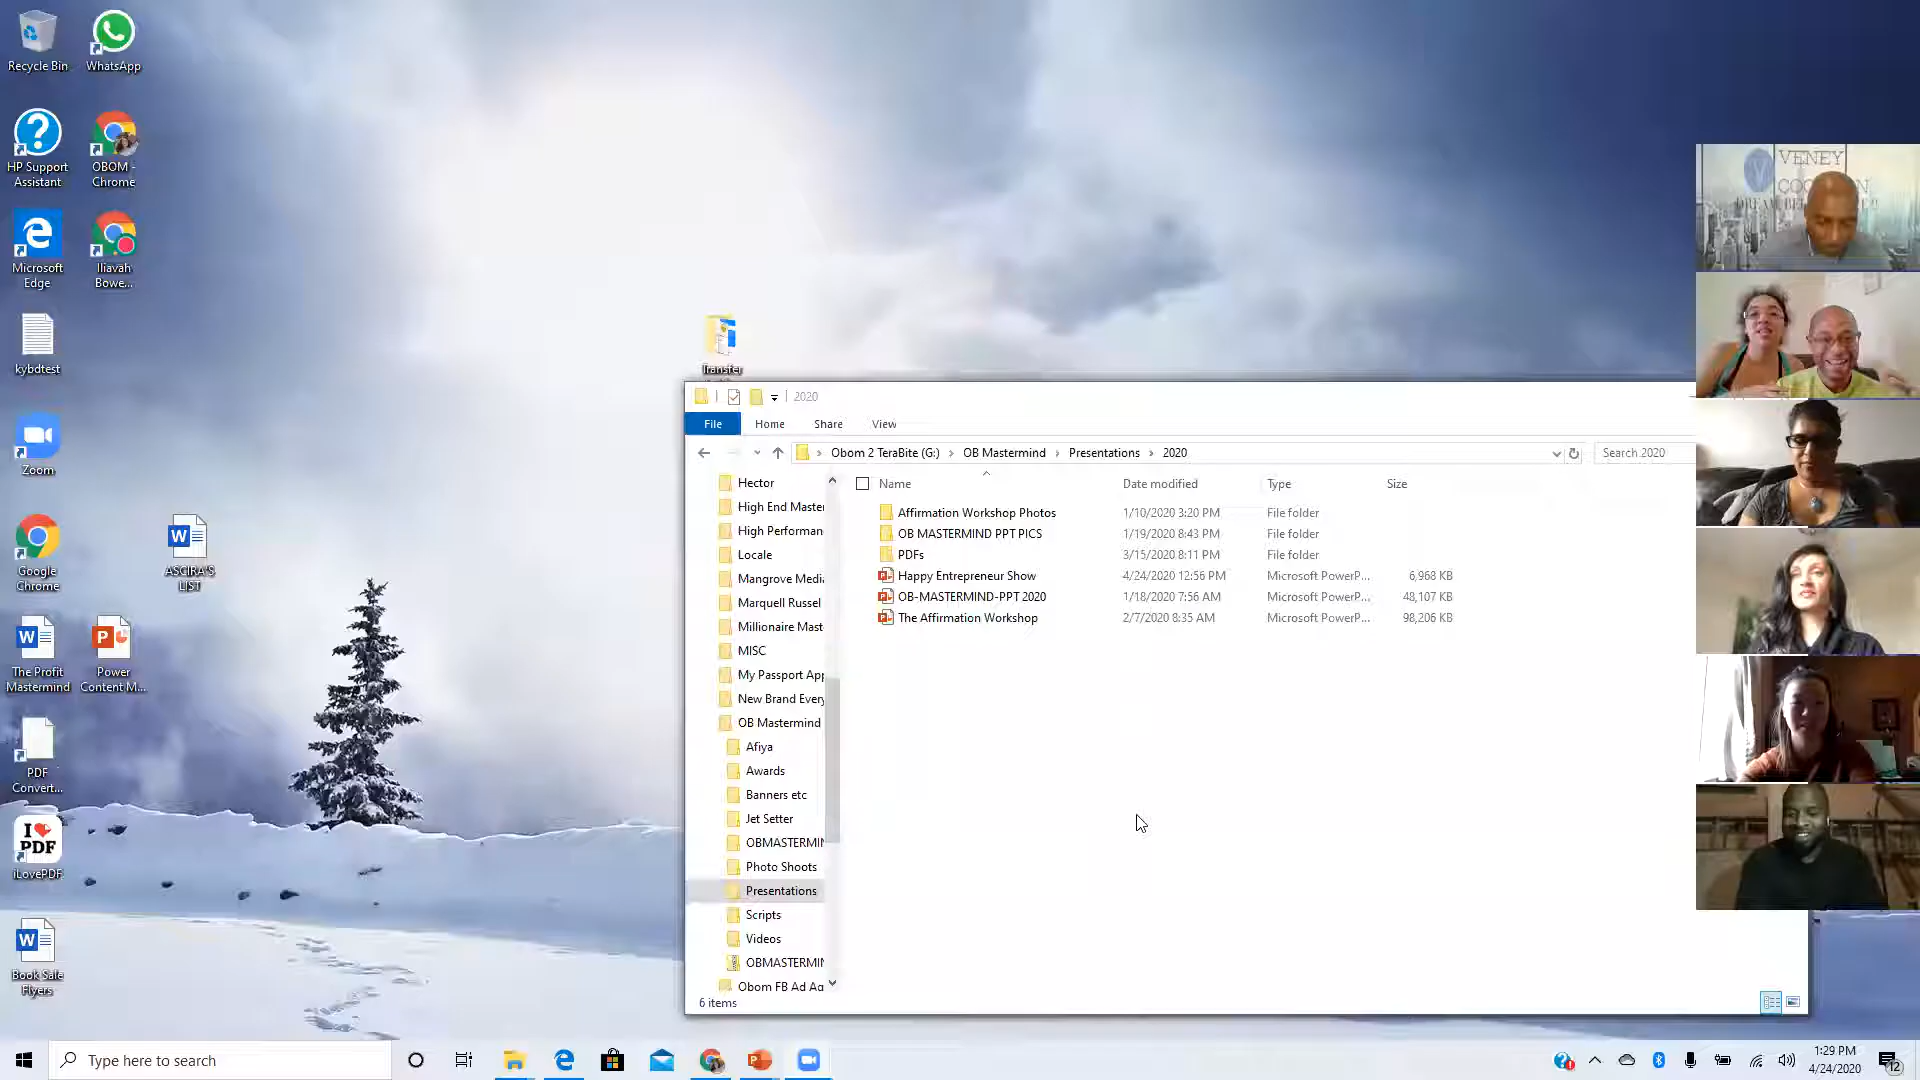 Recycle Bin
WhatsApp
HP Support
Assistant
OBOM -
Chrome
Microsoft
Edge
Iliavah
Bowe...
kybdtest
Zoom
Google
Chrome
ASCIRA'S
LIST
The Profit
Mastermind
Power
Content M...
PDF
Convert...
I
PDF
iLovePDF
Book Sale
Flyers
Transfer
2020
File
Home
Share
View
Obom 2 TeraBite (G:)
OB Mastermind
Presentations
2020
Search 2020
Hector
High End Master
High Performan
Locale
Mangrove Media
Marquell Russel
Millionaire Mast
MISC
My Passport App
New Brand Every
OB Mastermind
Afiya
Awards
Banners etc
Jet Setter
OBMASTERMIN
Photo Shoots
Presentations
Scripts
Videos
OBMASTERMIN
Obom FB Ad Ag
Name Date modified Type Size
Affirmation Workshop Photos 1/10/2020 3:20 PM File folder
OB MASTERMIND PPT PICS 1/19/2020 8:43 PM File folder
PDFs 3/15/2020 8:11 PM File folder
Happy Entrepreneur Show 4/24/2020 12:56 PM Microsoft PowerP... 6,968 KB
OB-MASTERMIND-PPT 2020 1/18/2020 7:56 AM Microsoft PowerP... 48,107 KB
The Affirmation Workshop 2/7/2020 8:35 AM Microsoft PowerP... 98,206 KB
6 items
VENEY
Type here to search
1:29 PM
4/24/2020
12